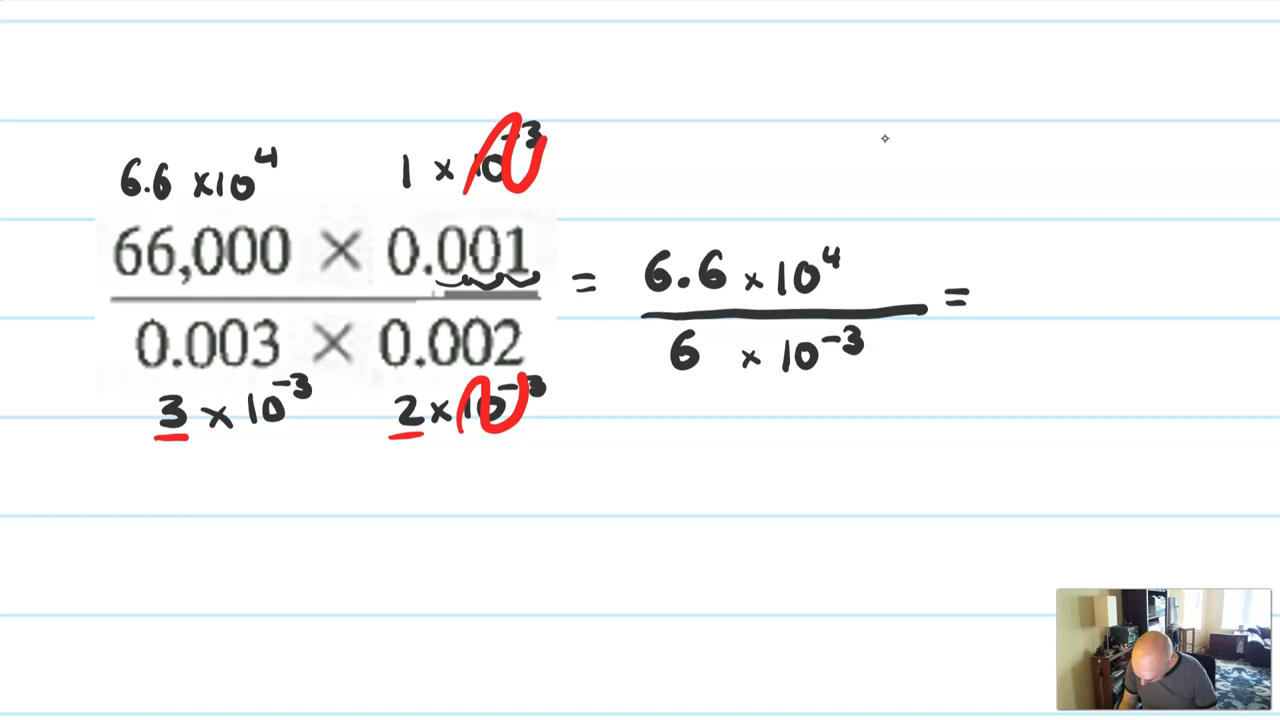 6.6 ×10⁴ 1 × 10⁻³
66,000 × 0.001
0.003 × 0.002
3 × 10⁻³ 2 × 10⁻³
= 6.6 × 10⁴ =
6 × 10⁻³